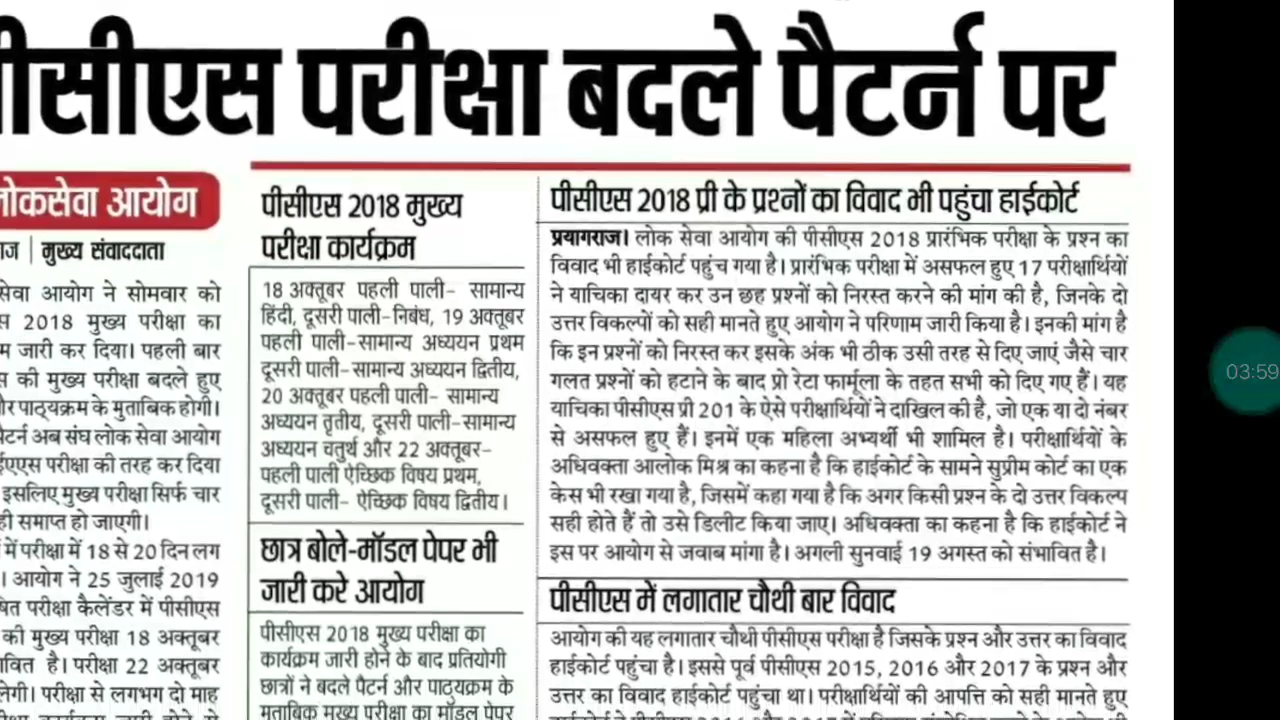 पीसीएस परीक्षा बदले पैटर्न पर
लोकसेवा आयोग
मुख्य संवाददाता
सेवा आयोग ने सोमवार को
2018 मुख्य परीक्षा का
जारी कर दिया। पहली बार
की मुख्य परीक्षा बदले हुए
पाठ्यक्रम के मुताबिक होगी।
पैटर्न अब संघ लोक सेवा आयोग
परीक्षा की तरह कर दिया
इसलिए मुख्य परीक्षा सिर्फ चार
ही समाप्त हो जाएगी।
में परीक्षा में 18 से 20 दिन लग
। आयोग ने 25 जुलाई 2019
परीक्षा कैलेंडर में पीसीएस
की मुख्य परीक्षा 18 अक्तूबर
है। परीक्षा 22 अक्तूबर
परीक्षा से लगभग दो माह
पीसीएस 2018 मुख्य
परीक्षा कार्यक्रम
18 अक्तूबर पहली पाली- सामान्य
हिंदी, दूसरी पाली-निबंध, 19 अक्तूबर
पहली पाली-सामान्य अध्ययन प्रथम
दूसरी पाली-सामान्य अध्ययन द्वितीय,
20 अक्तूबर पहली पाली- सामान्य
अध्ययन तृतीय, दूसरी पाली-सामान्य
अध्ययन चतुर्थ और 22 अक्तूबर-
पहली पाली ऐच्छिक विषय प्रथम,
दूसरी पाली- ऐच्छिक विषय द्वितीय।
छात्र बोले-मॉडल पेपर भी
जारी करे आयोग
पीसीएस 2018 मुख्य परीक्षा का
कार्यक्रम जारी होने के बाद प्रतियोगी
छात्रों ने बदले पैटर्न और पाठ्यक्रम के
मुताबिक मुख्य परीक्षा का मॉडल पेपर
पीसीएस 2018 प्री के प्रश्नों का विवाद भी पहुंचा हाईकोर्ट
प्रयागराज। लोक सेवा आयोग की पीसीएस 2018 प्रारंभिक परीक्षा के प्रश्न का
विवाद भी हाईकोर्ट पहुंच गया है। प्रारंभिक परीक्षा में असफल हुए 17 परीक्षार्थियों
ने याचिका दायर कर उन छह प्रश्नों को निरस्त करने की मांग की है, जिनके दो
उत्तर विकल्पों को सही मानते हुए आयोग ने परिणाम जारी किया है। इनकी मांग है
कि इन प्रश्नों को निरस्त कर इसके अंक भी ठीक उसी तरह से दिए जाएं जैसे चार
गलत प्रश्नों को हटाने के बाद प्रो रेटा फार्मूला के तहत सभी को दिए गए हैं। यह
याचिका पीसीएस प्री 201 के ऐसे परीक्षार्थियों ने दाखिल की है, जो एक या दो नंबर
से असफल हुए हैं। इनमें एक महिला अभ्यर्थी भी शामिल है। परीक्षार्थियों के
अधिवक्ता आलोक मिश्र का कहना है कि हाईकोर्ट के सामने सुप्रीम कोर्ट का एक
केस भी रखा गया है, जिसमें कहा गया है कि अगर किसी प्रश्न के दो उत्तर विकल्प
सही होते हैं तो उसे डिलीट किया जाए। अधिवक्ता का कहना है कि हाईकोर्ट ने
इस पर आयोग से जवाब मांगा है। अगली सुनवाई 19 अगस्त को संभावित है।
पीसीएस में लगातार चौथी बार विवाद
आयोग की यह लगातार चौथी पीसीएस परीक्षा है जिसके प्रश्न और उत्तर का विवाद
हाईकोर्ट पहुंचा है। इससे पूर्व पीसीएस 2015, 2016 और 2017 के प्रश्न और
उत्तर का विवाद हाईकोर्ट पहुंचा था। परीक्षार्थियों की आपत्ति को सही मानते हुए
03:59